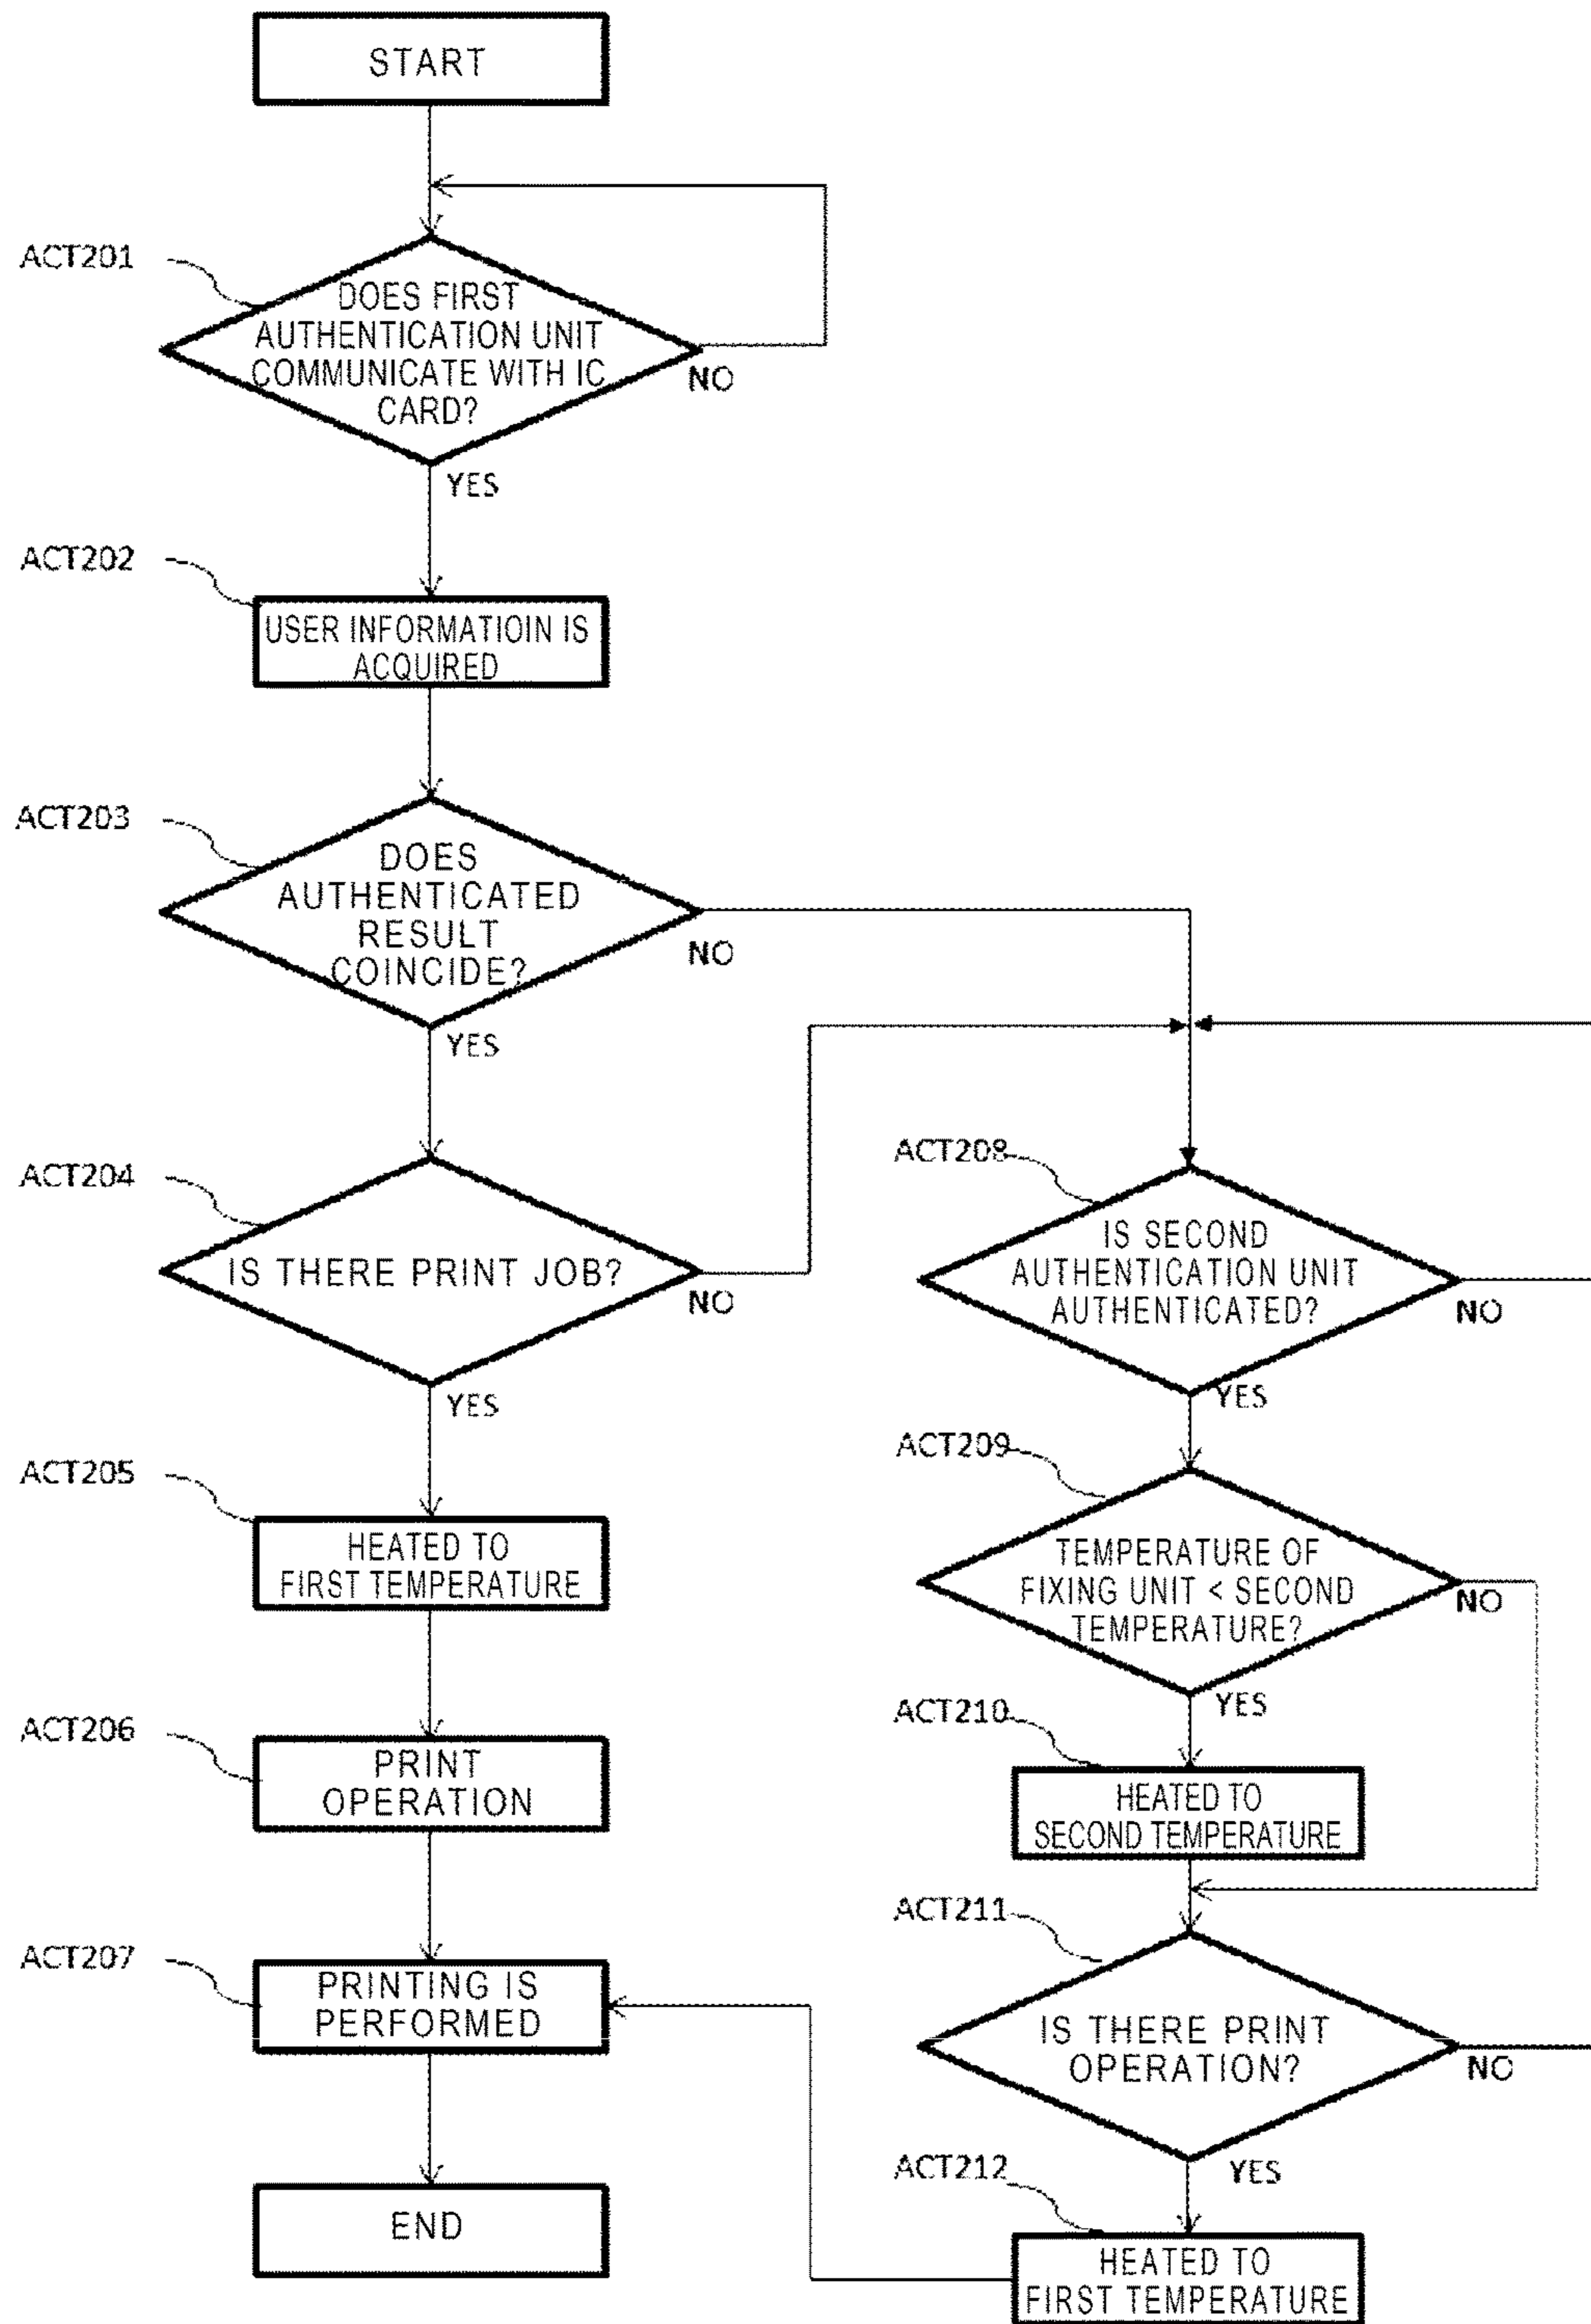 START
ACT201
DOES FIRST
AUTHENTICATION UNIT
COMMUNICATE WITH IC
CARD?
NO
YES
ACT202
USER INFORMATIOIN IS
ACQUIRED
ACT203
DOES
AUTHENTICATED
RESULT
COINCIDE?
NO
YES
ACT204
IS THERE PRINT JOB?
NO
YES
ACT205
HEATED TO
FIRST TEMPERATURE
ACT206
PRINT
OPERATION
ACT207
PRINTING IS
PERFORMED
END
ACT208
IS SECOND
AUTHENTICATION UNIT
AUTHENTICATED?
NO
YES
ACT209
TEMPERATURE OF
FIXING UNIT < SECOND
TEMPERATURE?
NO
YES
ACT210
HEATED TO
SECOND TEMPERATURE
ACT211
IS THERE PRINT
OPERATION?
NO
YES
ACT212
HEATED TO
FIRST TEMPERATURE